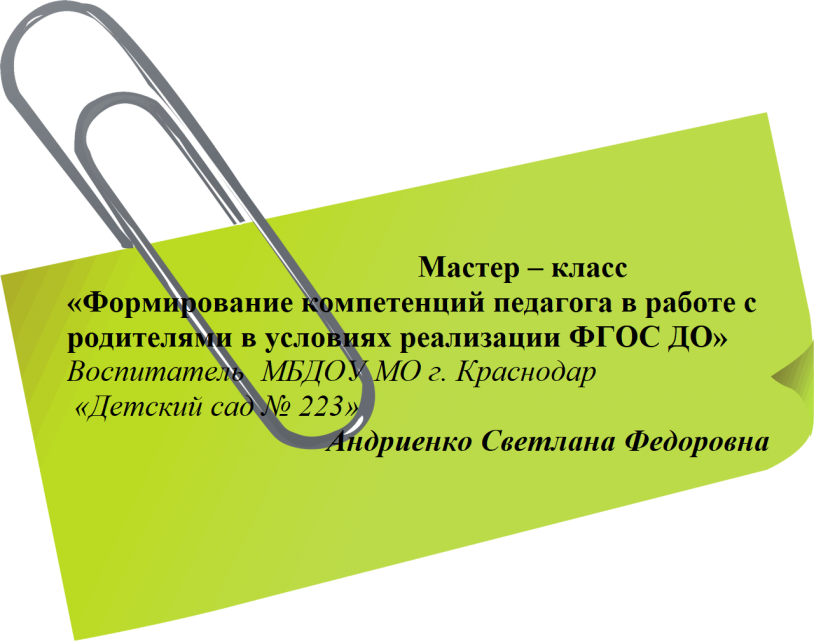 Мастер – класс
«Формирование компетенций педагога в работе с
родителями в условиях реализации ФГОС ДО»
Воспитатель МБДОУ МО г. Краснодар
«Детский сад № 223»
Андриенко Светлана Федоровна